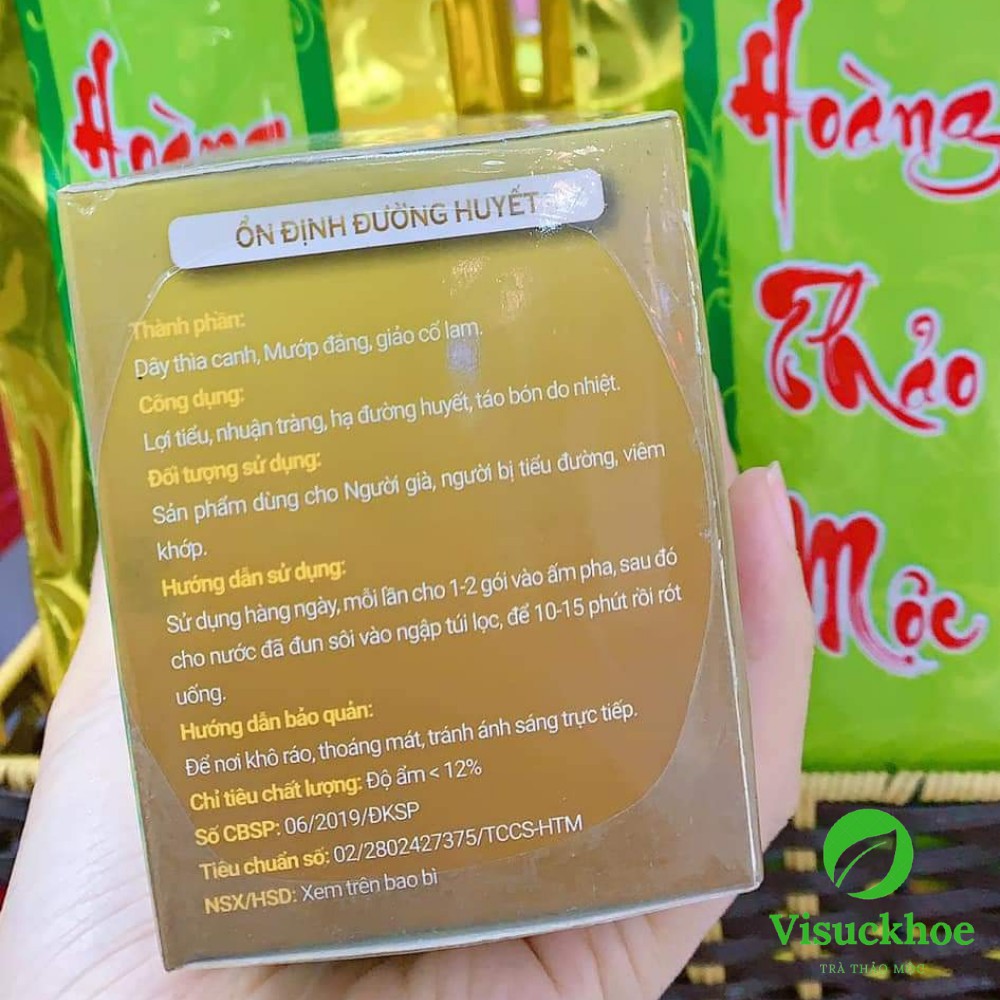 Hoàng
Hoàng
Thảo
Mộc
ỔN ĐỊNH ĐƯỜNG HUYẾT
Thành phần:
Dây thìa canh, Mướp đắng, giảo cổ lam.
Công dụng:
Lợi tiểu, nhuận tràng, hạ đường huyết, táo bón do nhiệt.
Đối tượng sử dụng:
Sản phẩm dùng cho Người già, người bị tiểu đường, viêm
khớp.
Hướng dẫn sử dụng:
Sử dụng hàng ngày, mỗi lần cho 1-2 gói vào ấm pha, sau đó
cho nước đã đun sôi vào ngập túi lọc, để 10-15 phút rồi rót
uống.
Hướng dẫn bảo quản:
Để nơi khô ráo, thoáng mát, tránh ánh sáng trực tiếp.
Chỉ tiêu chất lượng: Độ ẩm < 12%
Số CBSP: 06/2019/ĐKSP
Tiêu chuẩn số: 02/2802427375/TCCS-HTM
NSX/HSD: Xem trên bao bì
Visuckhoe
TRÀ THẢO MỘC